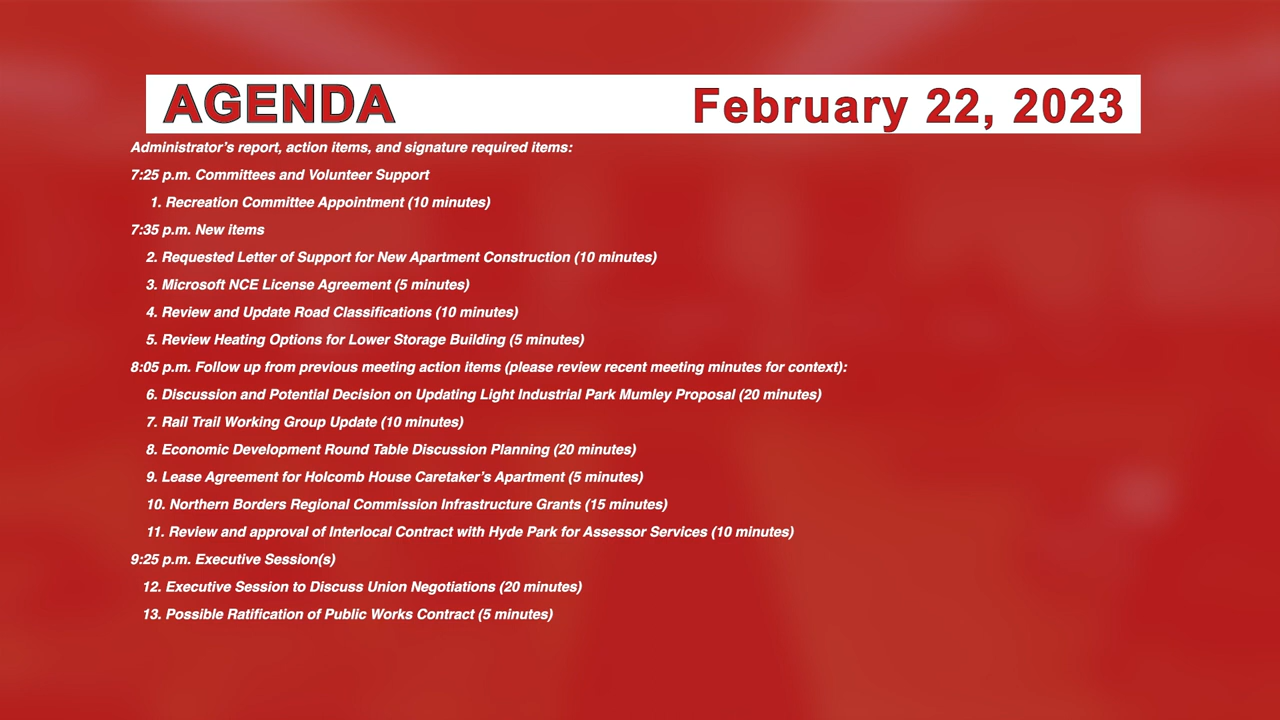 AGENDA February 22, 2023
Administrator’s report, action items, and signature required items:
7:25 p.m. Committees and Volunteer Support
1. Recreation Committee Appointment (10 minutes)
7:35 p.m. New items
2. Requested Letter of Support for New Apartment Construction (10 minutes)
3. Microsoft NCE License Agreement (5 minutes)
4. Review and Update Road Classifications (10 minutes)
5. Review Heating Options for Lower Storage Building (5 minutes)
8:05 p.m. Follow up from previous meeting action items (please review recent meeting minutes for context):
6. Discussion and Potential Decision on Updating Light Industrial Park Mumley Proposal (20 minutes)
7. Rail Trail Working Group Update (10 minutes)
8. Economic Development Round Table Discussion Planning (20 minutes)
9. Lease Agreement for Holcomb House Caretaker’s Apartment (5 minutes)
10. Northern Borders Regional Commission Infrastructure Grants (15 minutes)
11. Review and approval of Interlocal Contract with Hyde Park for Assessor Services (10 minutes)
9:25 p.m. Executive Session(s)
12. Executive Session to Discuss Union Negotiations (20 minutes)
13. Possible Ratification of Public Works Contract (5 minutes)